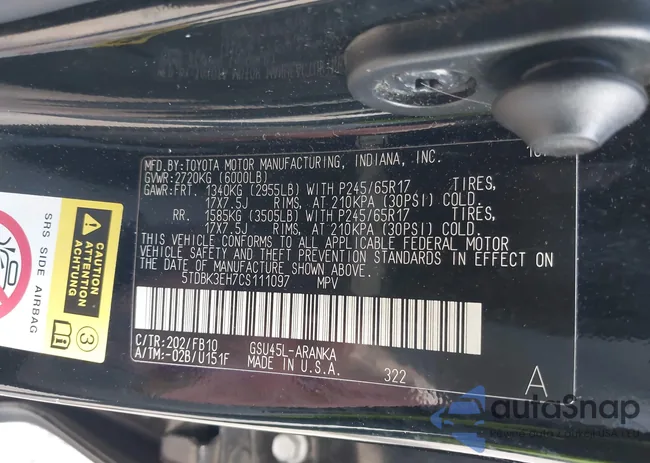 MFD.BY:TOYOTA MOTOR MANUFACTURING, INDIANA, INC.
GVWR:2720KG (6000LB)
GAWR:FRT. 1340KG (2955LB) WITH P245/65R17 TIRES,
17X7.5J RIMS, AT 210KPA (30PSI) COLD.
RR. 1585KG (3505LB) WITH P245/65R17 TIRES,
17X7.5J RIMS, AT 210KPA (30PSI) COLD.
THIS VEHICLE CONFORMS TO ALL APPLICABLE FEDERAL MOTOR
VEHICLE SAFETY AND THEFT PREVENTION STANDARDS IN EFFECT ON
THE DATE OF MANUFACTURE SHOWN ABOVE.
5TDBK3EH7CS111097 MPV
C/TR:202/FB10 GSU45L-ARANKA
A/TM:-02B/U151F MADE IN U.S.A. 322 A
CAUTION
ATTENTION
ACHTUNG
SRS SIDE AIRBAG
autoSnap